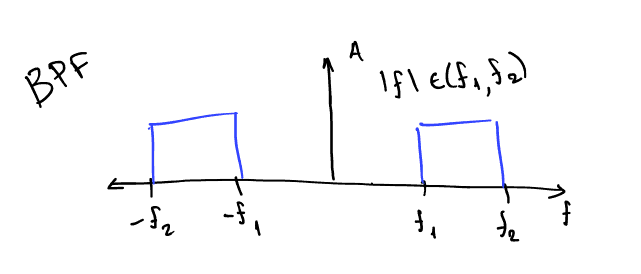 BPF
A
|f| ∈ (f₁, f₂)
-f₂ -f₁ f₁ f₂ f